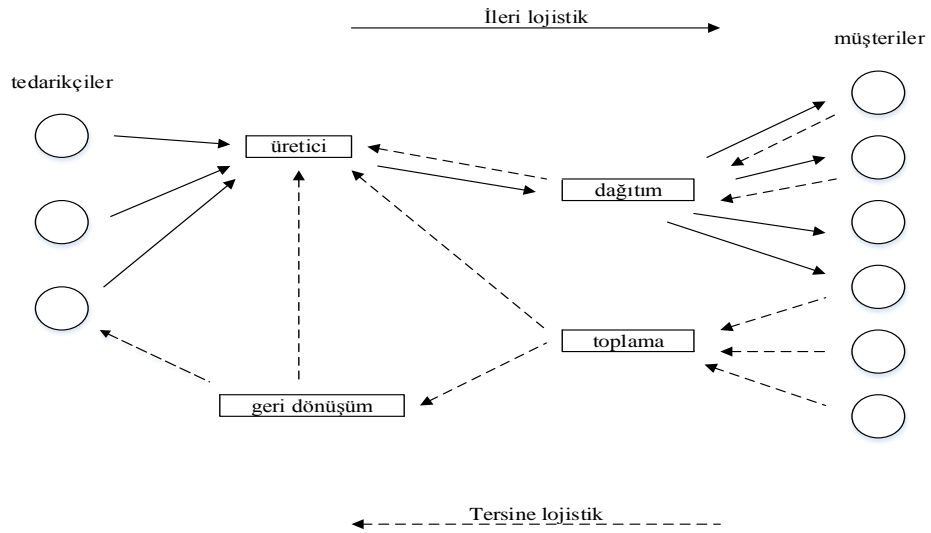 İleri lojistik
müşteriler
tedarikçiler
üretici
dağıtım
toplama
geri dönüşüm
Tersine lojistik